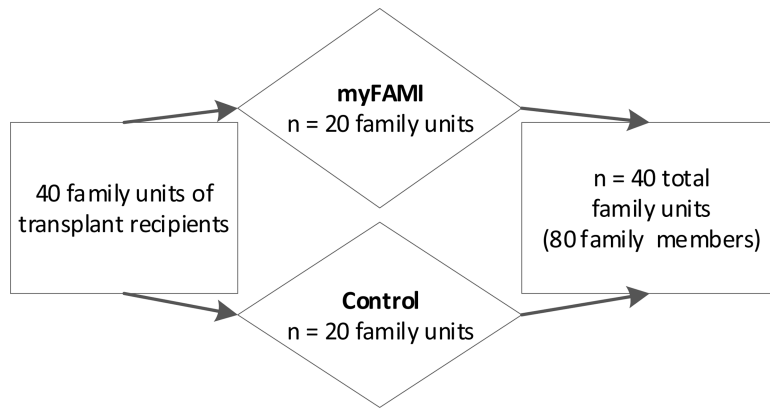 40 family units of
transplant recipients
myFAMI
n = 20 family units
Control
n = 20 family units
n = 40 total
family units
(80 family members)